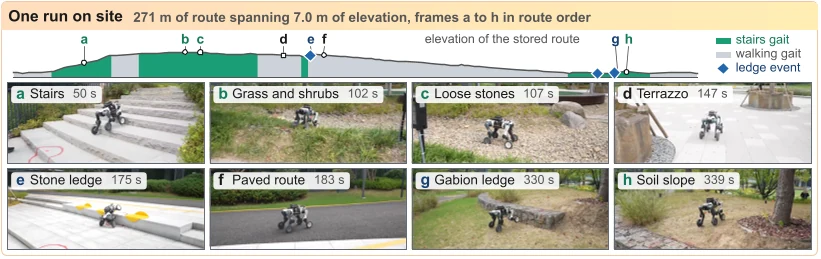 One run on site 271 m of route spanning 7.0 m of elevation, frames a to h in route order
a b c d e f elevation of the stored route g h
stairs gait
walking gait
ledge event
a Stairs 50 s
b Grass and shrubs 102 s
c Loose stones 107 s
d Terrazzo 147 s
e Stone ledge 175 s
f Paved route 183 s
g Gabion ledge 330 s
h Soil slope 339 s